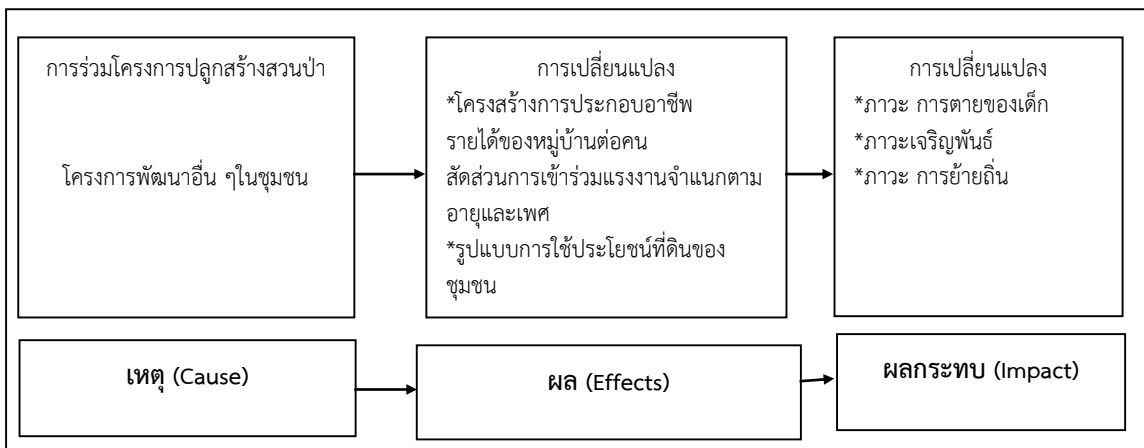 การร่วมโครงการปลูกสร้างสวนป่า
โครงการพัฒนาอื่น ๆในชุมชน
การเปลี่ยนแปลง
*โครงสร้างการประกอบอาชีพ
รายได้ของหมู่บ้านต่อคน
สัดส่วนการเข้าร่วมแรงงานจำแนกตาม
อายุและเพศ
*รูปแบบการใช้ประโยชน์ที่ดินของ
ชุมชน
การเปลี่ยนแปลง
*ภาวะ การตายของเด็ก
*ภาวะเจริญพันธ์
*ภาวะ การย้ายถิ่น
เหตุ (Cause)
ผล (Effects)
ผลกระทบ (Impact)